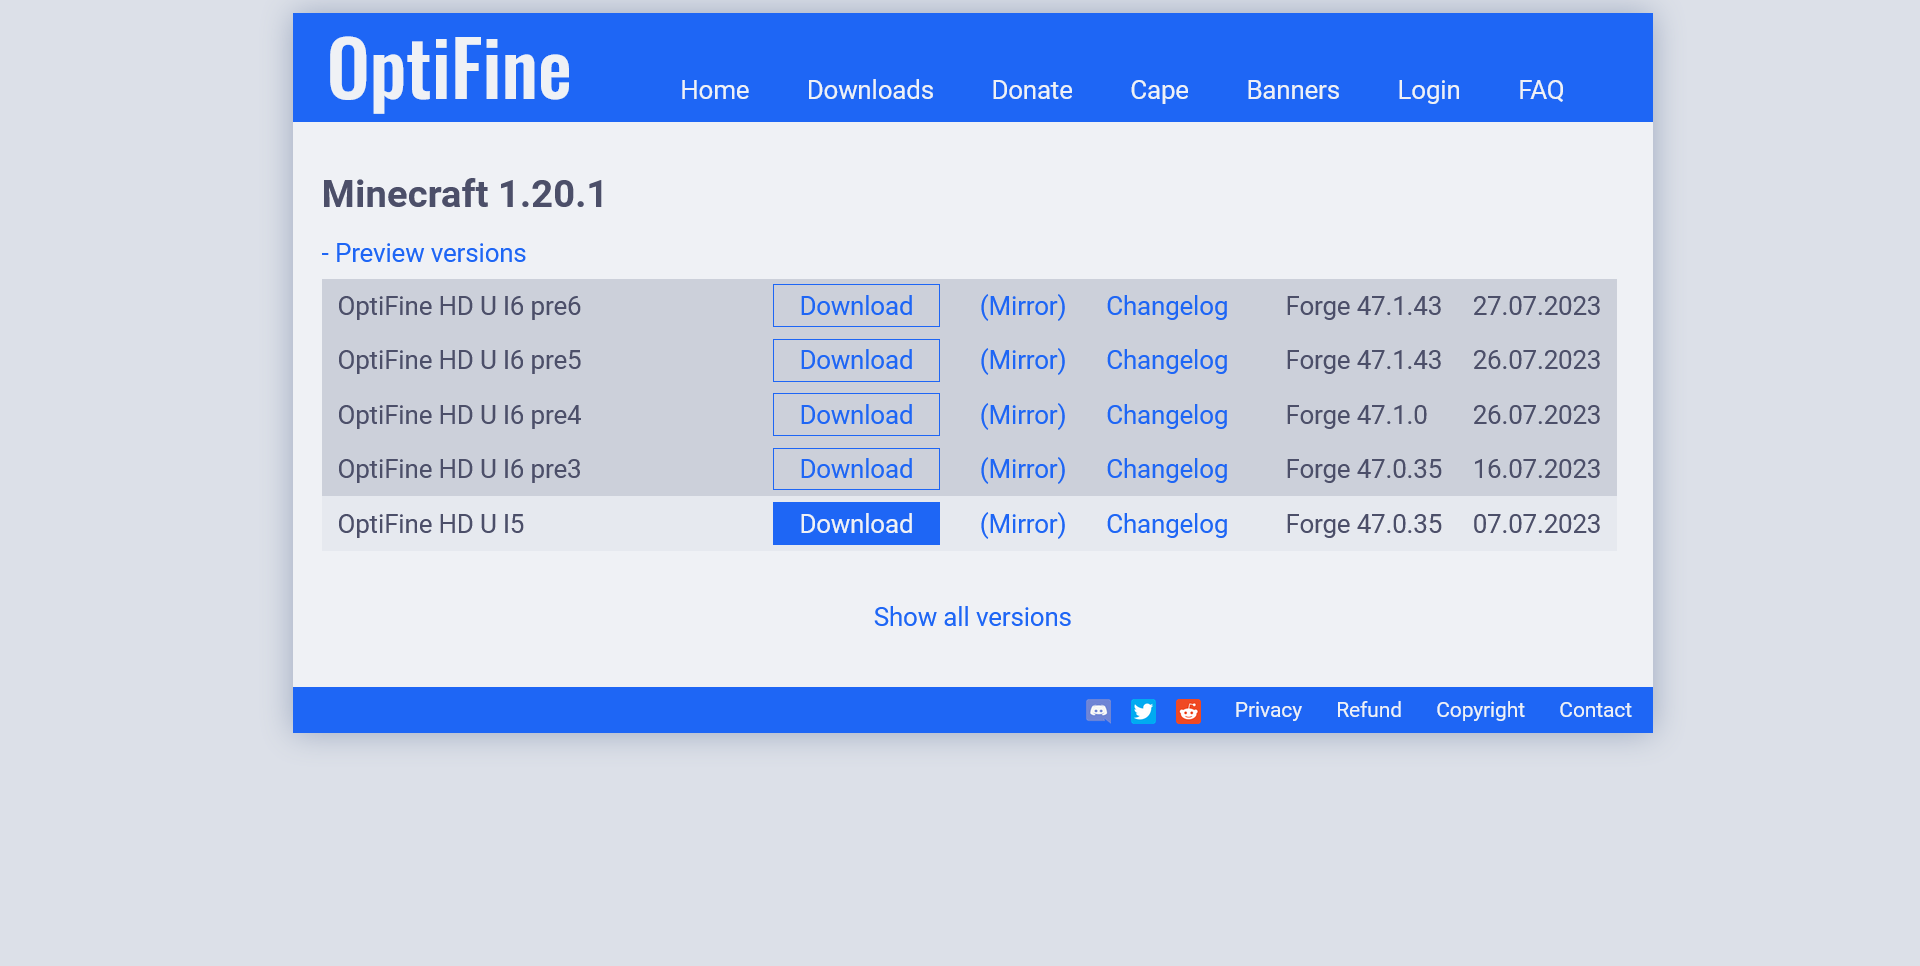 OptiFine
Home Downloads Donate Cape Banners Login FAQ
Minecraft 1.20.1
- Preview versions
OptiFine HD U I6 pre6 Download (Mirror) Changelog Forge 47.1.43 27.07.2023
OptiFine HD U I6 pre5 Download (Mirror) Changelog Forge 47.1.43 26.07.2023
OptiFine HD U I6 pre4 Download (Mirror) Changelog Forge 47.1.0 26.07.2023
OptiFine HD U I6 pre3 Download (Mirror) Changelog Forge 47.0.35 16.07.2023
OptiFine HD U I5 Download (Mirror) Changelog Forge 47.0.35 07.07.2023
Show all versions
Privacy Refund Copyright Contact